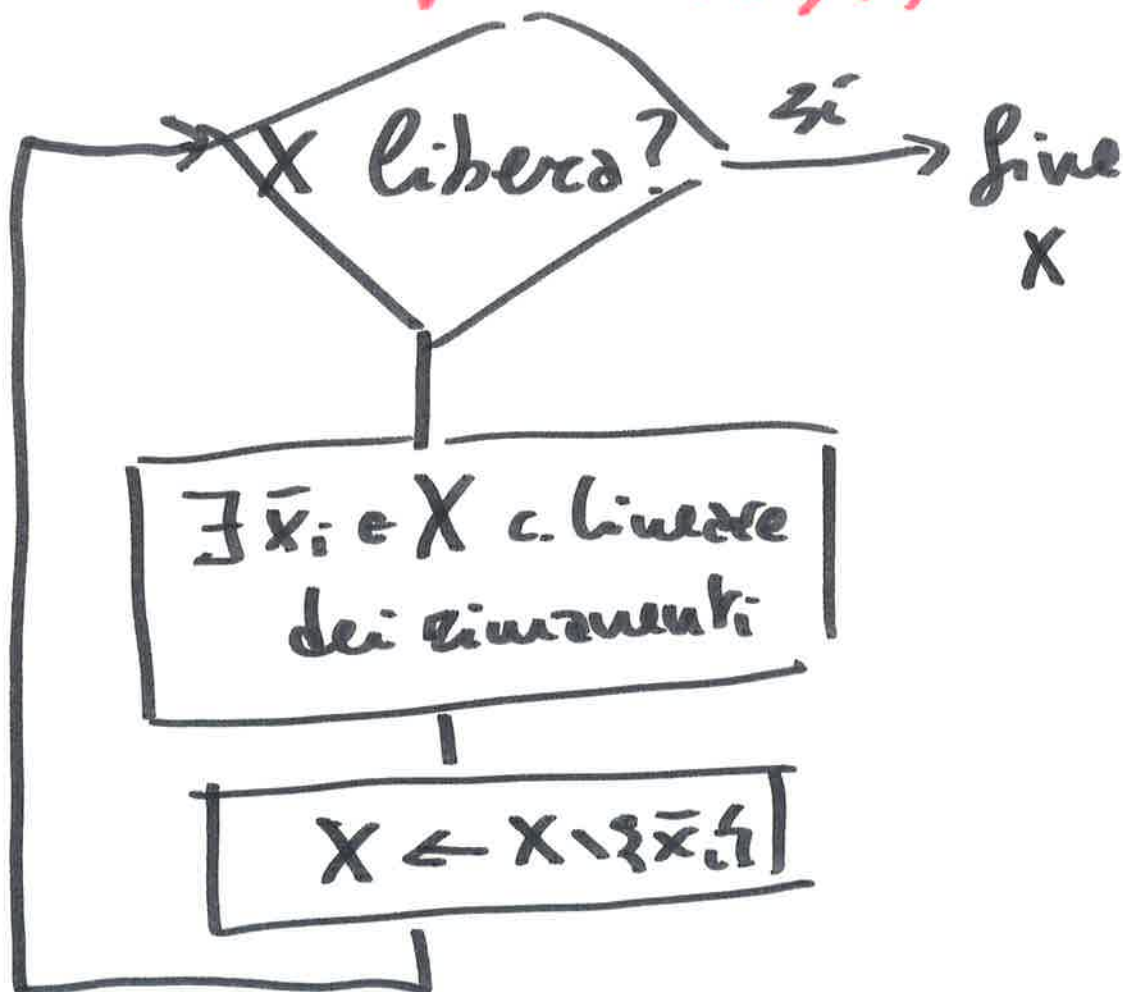 X libera?
sì
fine
X
∃ x̄ᵢ ∈ X c. lineare
dei rimanenti
X ← X \ {x̄ᵢ}